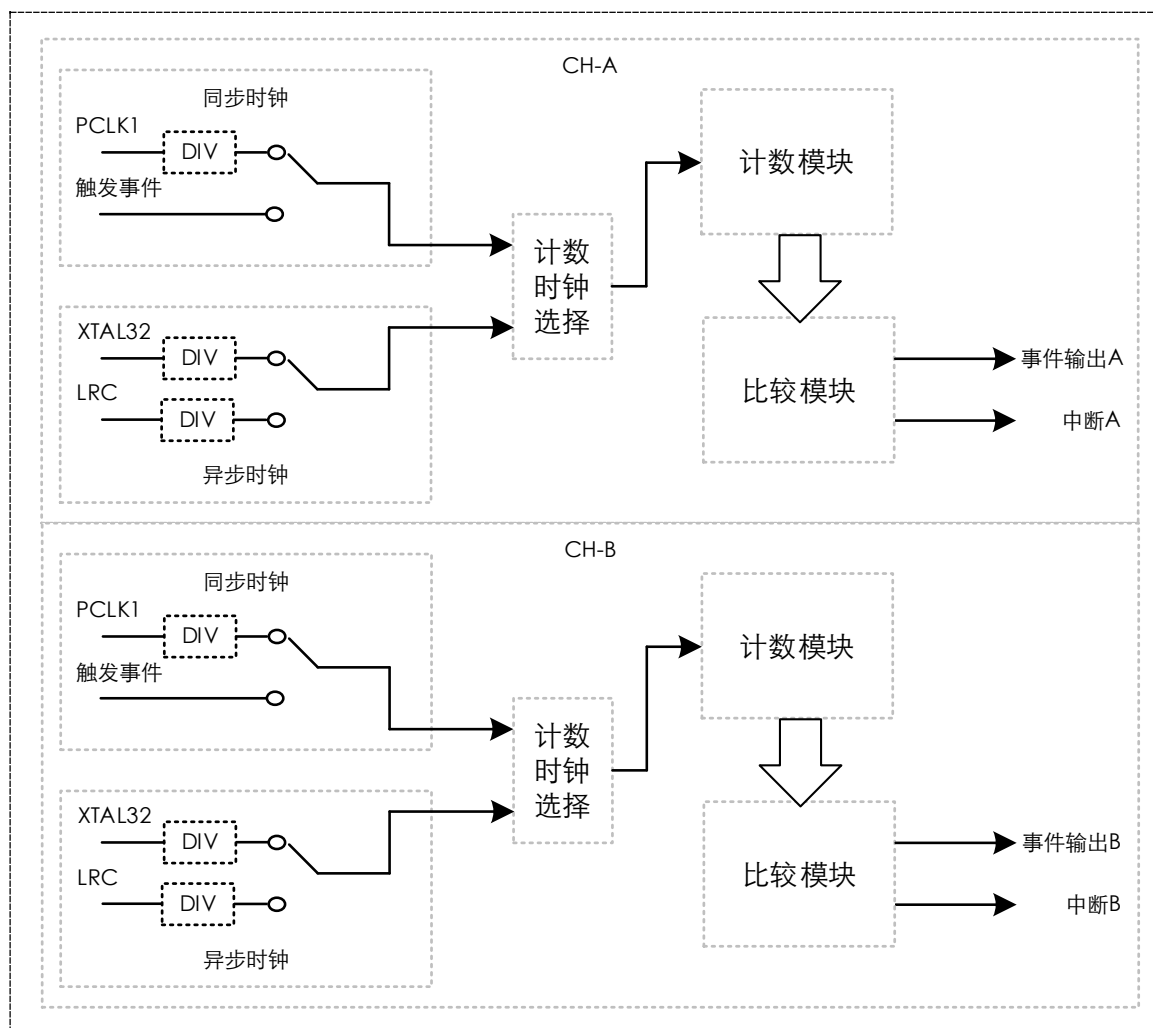 CH-A
同步时钟
PCLK1
DIV
触发事件
计数模块
计数
时钟
选择
XTAL32
DIV
LRC
DIV
异步时钟
比较模块
事件输出A
中断A
CH-B
同步时钟
PCLK1
DIV
触发事件
计数模块
计数
时钟
选择
XTAL32
DIV
LRC
DIV
异步时钟
比较模块
事件输出B
中断B